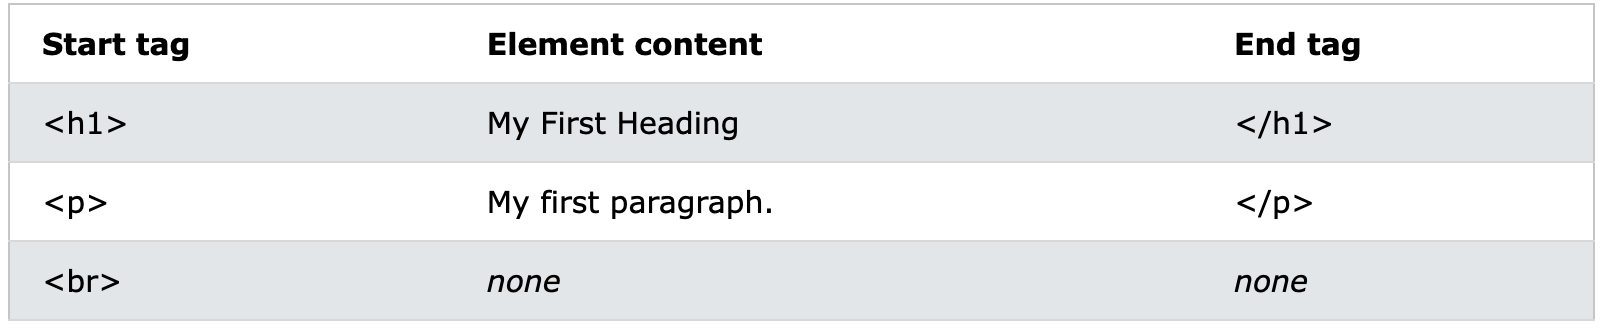 Start tag Element content End tag
<h1> My First Heading </h1>
<p> My first paragraph. </p>
<br> none none